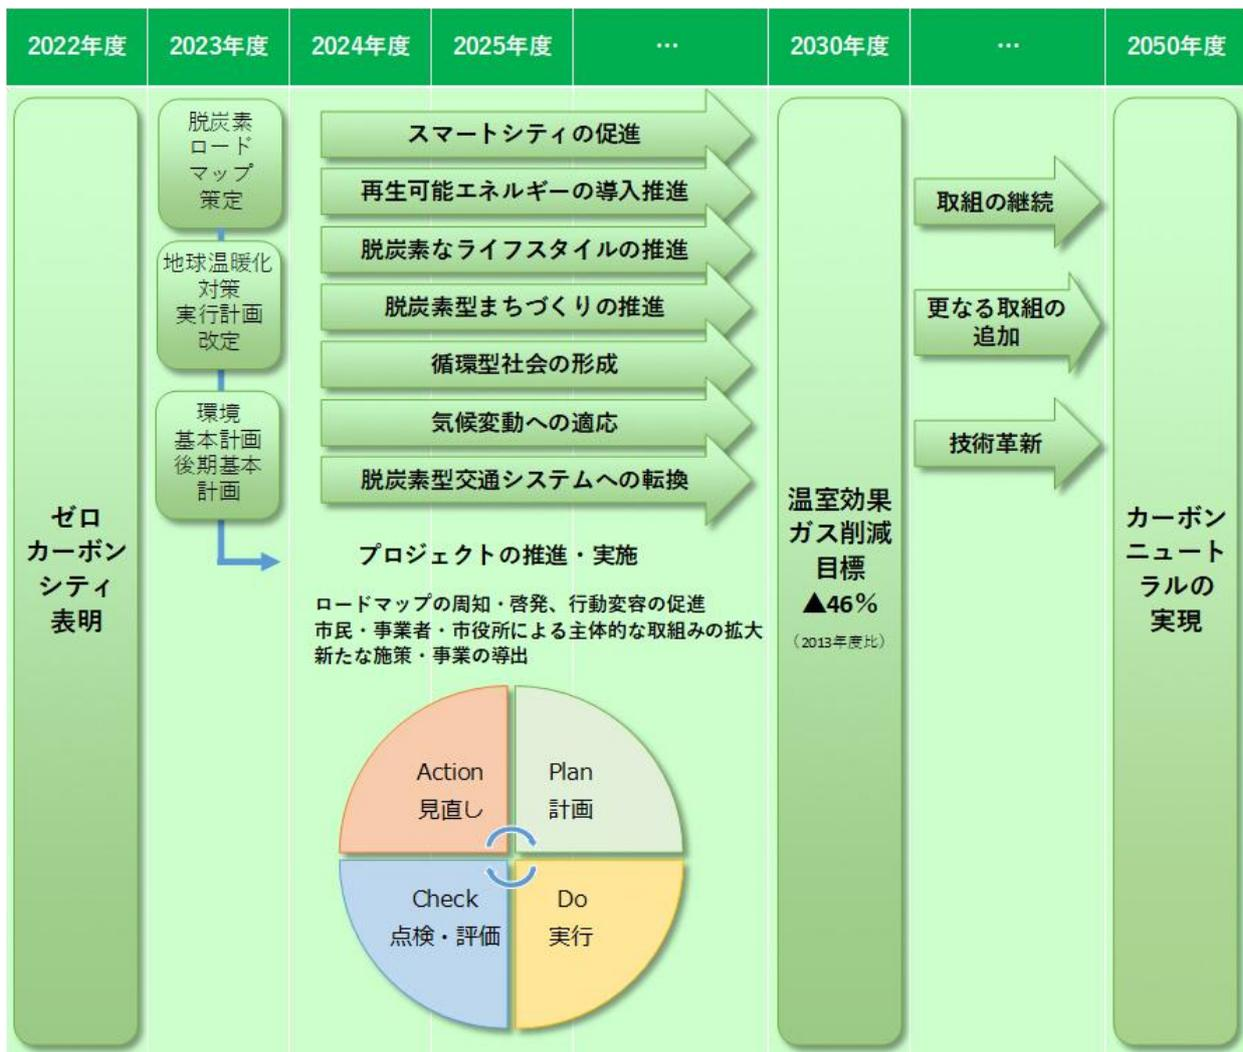 2022年度
2023年度
2024年度
2025年度
…
2030年度
…
2050年度
ゼロ
カーボン
シティ
表明
脱炭素
ロード
マップ
策定
地球温暖化
対策
実行計画
改定
環境
基本計画
後期基本
計画
スマートシティの促進
再生可能エネルギーの導入推進
脱炭素なライフスタイルの推進
脱炭素型まちづくりの推進
循環型社会の形成
気候変動への適応
脱炭素型交通システムへの転換
プロジェクトの推進・実施
ロードマップの周知・啓発、行動変容の促進
市民・事業者・市役所による主体的な取組みの拡大
新たな施策・事業の導出
Action
見直し
Plan
計画
Check
点検・評価
Do
実行
温室効果
ガス削減
目標
▲46%
（2013年度比）
取組の継続
更なる取組の
追加
技術革新
カーボン
ニュート
ラルの
実現